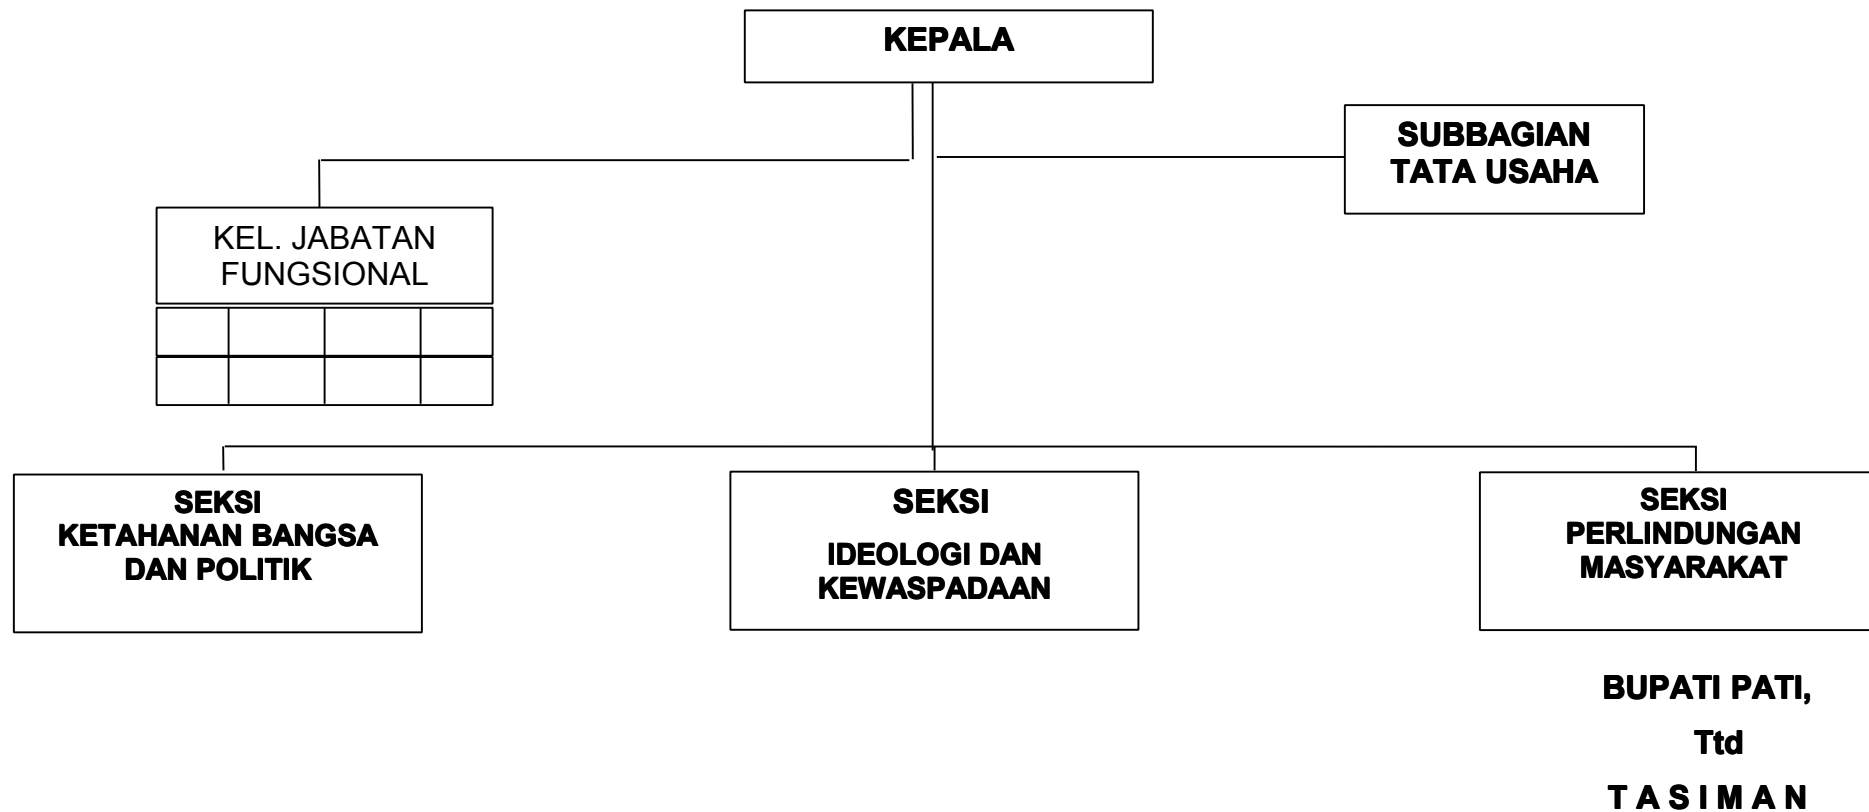 KEPALA
SUBBAGIAN
TATA USAHA
KEL. JABATAN
FUNGSIONAL
SEKSI
KETAHANAN BANGSA
DAN POLITIK
SEKSI
IDEOLOGI DAN
KEWASPADAAN
SEKSI
PERLINDUNGAN
MASYARAKAT
BUPATI PATI,
Ttd
T A S I M A N